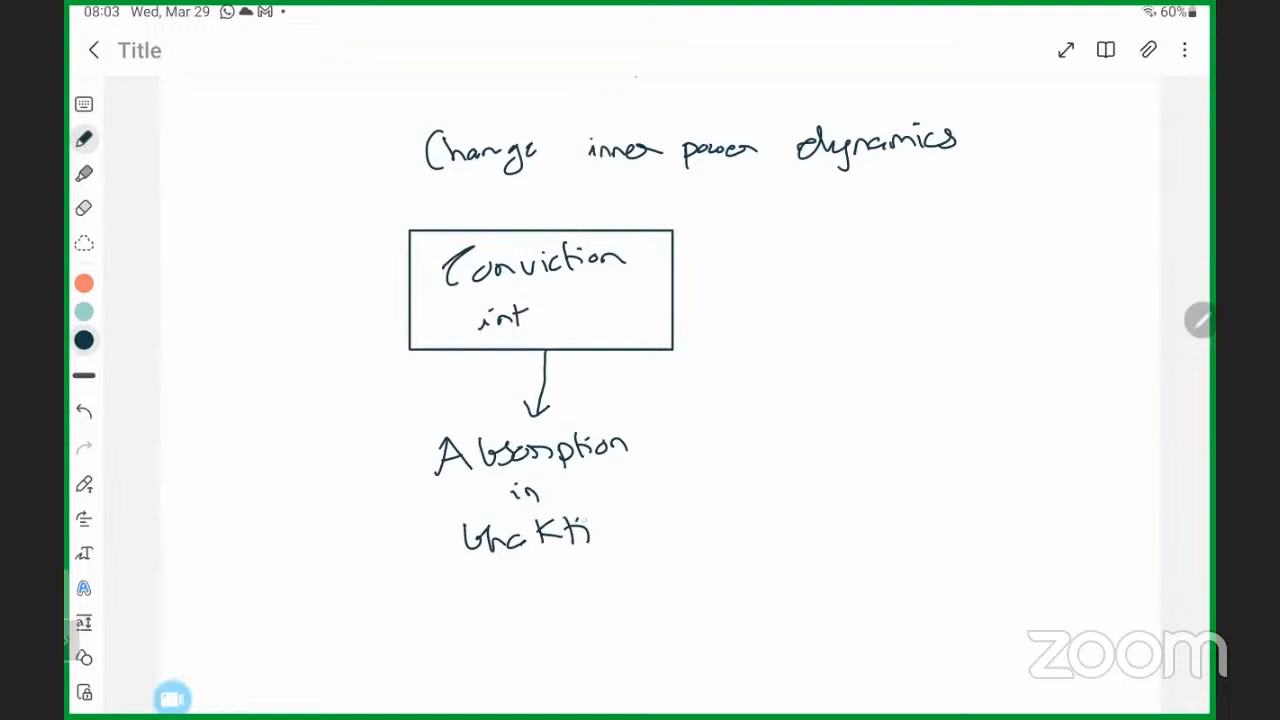 08:03 Wed, Mar 29
60%
Title
Change inner power dynamics
Conviction
int
Absorption
in
bhakti
zoom